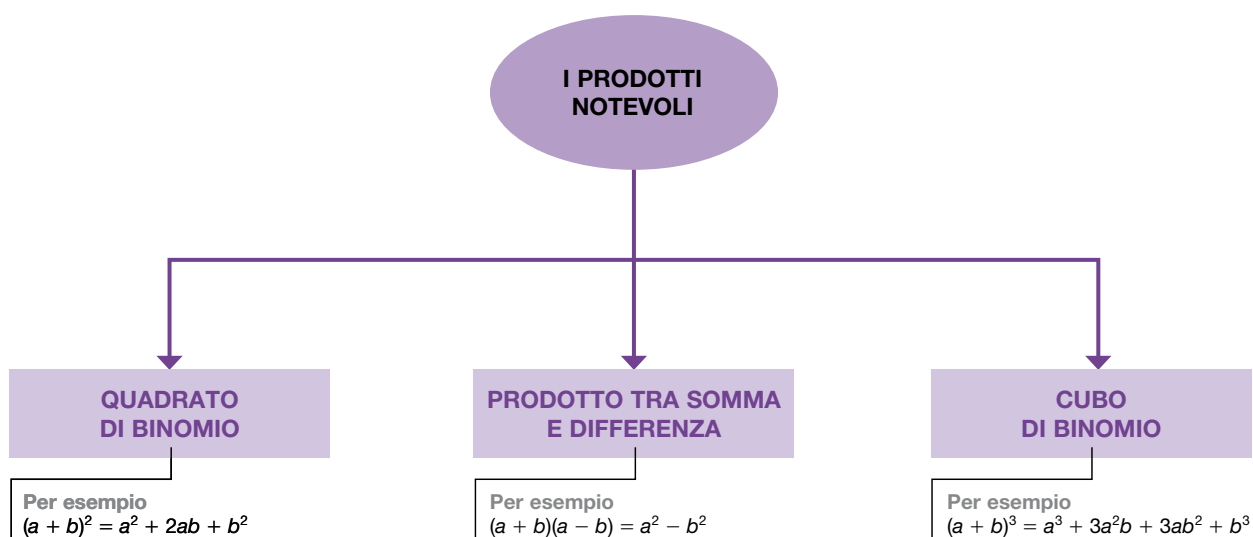 I PRODOTTI
NOTEVOLI
QUADRATO
DI BINOMIO
Per esempio
(a + b)² = a² + 2ab + b²
PRODOTTO TRA SOMMA
E DIFFERENZA
Per esempio
(a + b)(a − b) = a² − b²
CUBO
DI BINOMIO
Per esempio
(a + b)³ = a³ + 3a²b + 3ab² + b³